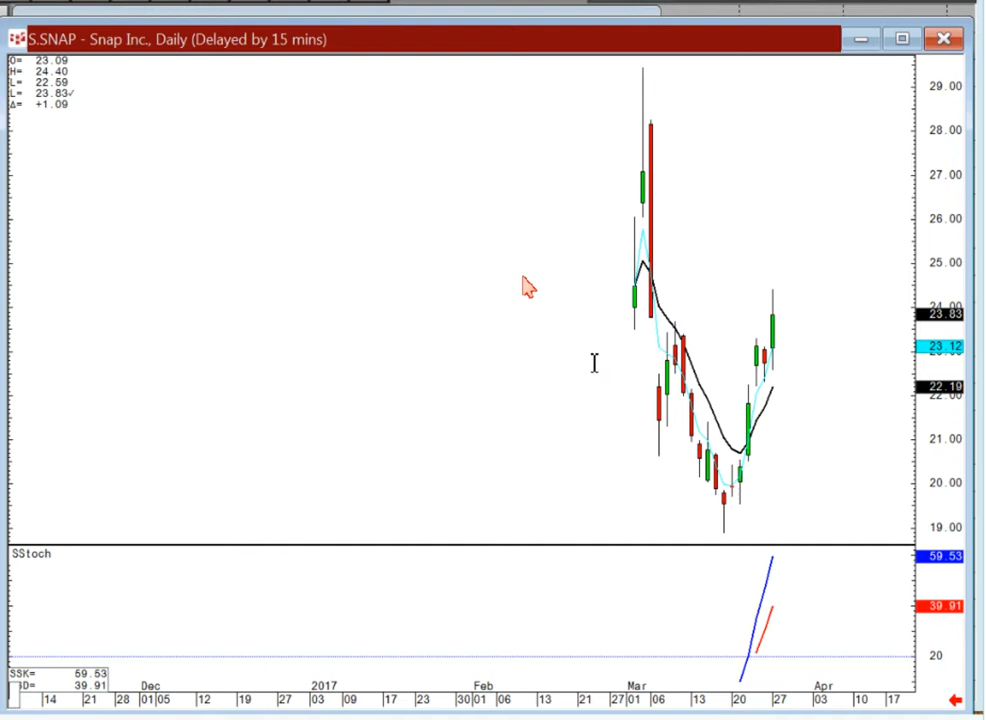 S.SNAP - Snap Inc., Daily (Delayed by 15 mins)
O= 23.09
H= 24.40
L= 22.59
L= 23.83✓
Δ= +1.09
29.00
28.00
27.00
26.00
25.00
24.00
23.83
23.12
22.19
22.00
21.00
20.00
19.00
SStoch
59.53
39.91
20
SSK= 59.53
D= 39.91
Dec 2017 Feb Mar Apr
14 21 28 01 05 12 19 27 03 09 17 23 30 01 06 13 21 27 01 06 13 20 27 03 10 17